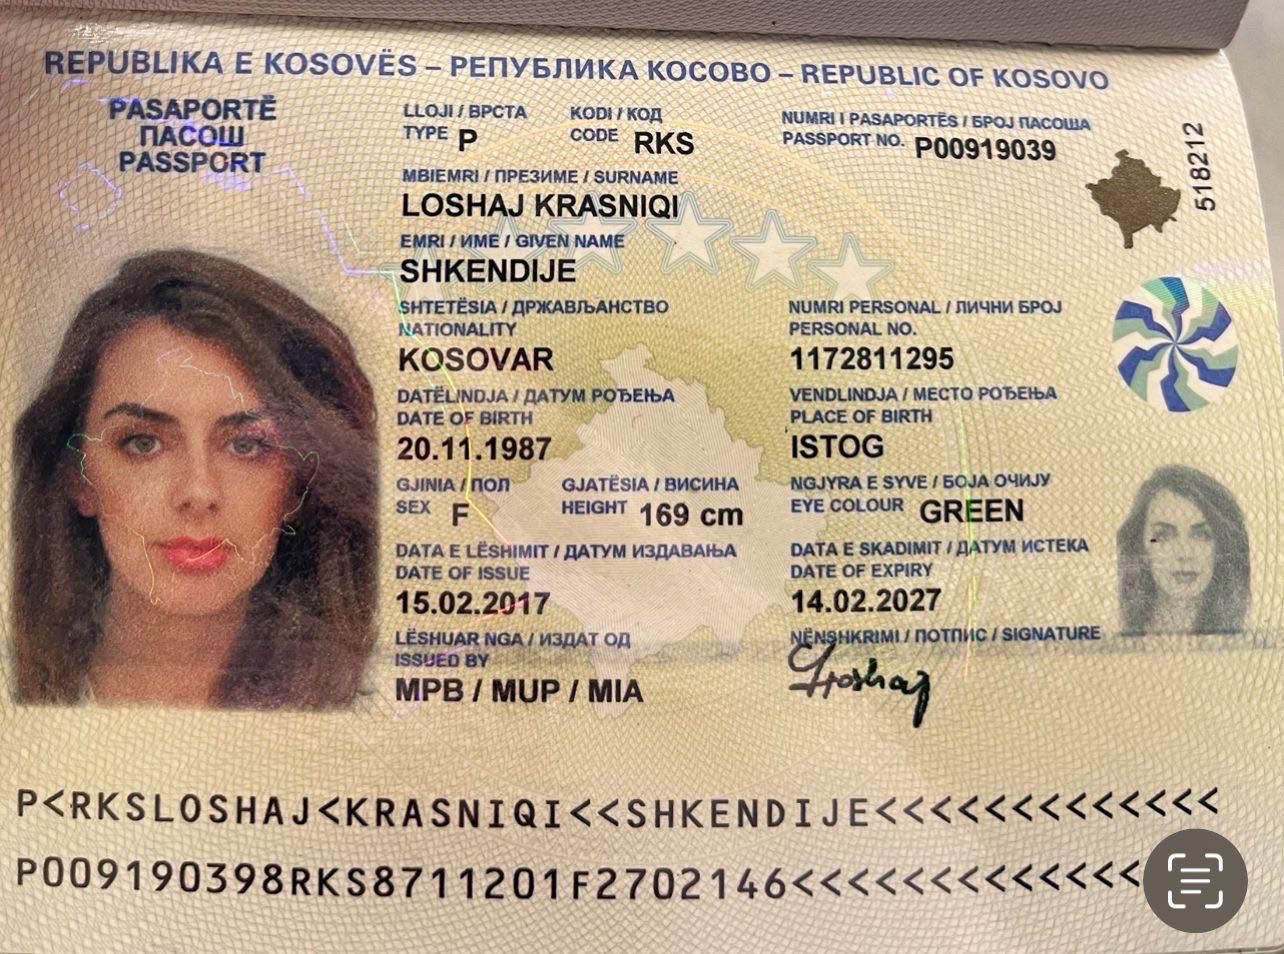 REPUBLIKA E KOSOVËS – РЕПУБЛИКА КОСОВО – REPUBLIC OF KOSOVO
PASAPORTË
ПАСОШ
PASSPORT
LLOJI / ВРСТА
TYPE P
KODI / КОД
CODE RKS
NUMRI I PASAPORTËS / БРОЈ ПАСОША
PASSPORT NO. P00919039
518212
MBIEMRI / ПРЕЗИМЕ / SURNAME
LOSHAJ KRASNIQI
EMRI / ИМЕ / GIVEN NAME
SHKENDIJE
SHTETËSIA / ДРЖАВЉАНСТВО
NATIONALITY
KOSOVAR
NUMRI PERSONAL / ЛИЧНИ БРОЈ
PERSONAL NO.
1172811295
DATËLINDJA / ДАТУМ РОЂЕЊА
DATE OF BIRTH
20.11.1987
VENDLINDJA / МЕСТО РОЂЕЊА
PLACE OF BIRTH
ISTOG
GJINIA / ПОЛ
SEX F
GJATËSIA / ВИСИНА
HEIGHT 169 cm
NGJYRA E SYVE / БОЈА ОЧИЈУ
EYE COLOUR GREEN
DATA E LËSHIMIT / ДАТУМ ИЗДАВАЊА
DATE OF ISSUE
15.02.2017
DATA E SKADIMIT / ДАТУМ ИСТЕКА
DATE OF EXPIRY
14.02.2027
LËSHUAR NGA / ИЗДАТ ОД
ISSUED BY
MPB / MUP / MIA
NËNSHKRIMI / ПОТПИС / SIGNATURE
P<RKSLOSHAJ<KRASNIQI<<SHKENDIJE<<<<<<<<<<<<<
P009190398RKS8711201F2702146<<<<<<<<<<<<<